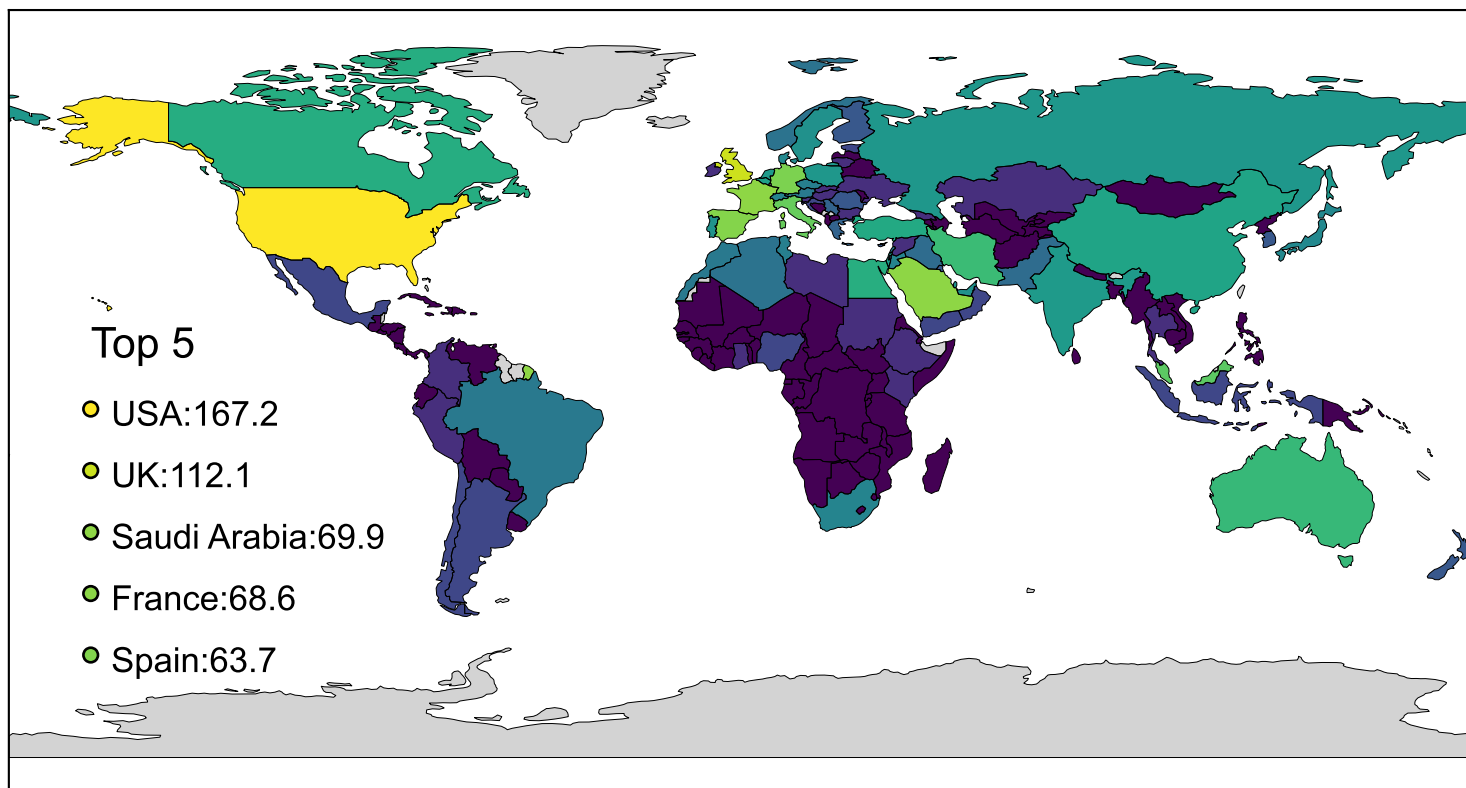 Top 5
USA:167.2
UK:112.1
Saudi Arabia:69.9
France:68.6
Spain:63.7